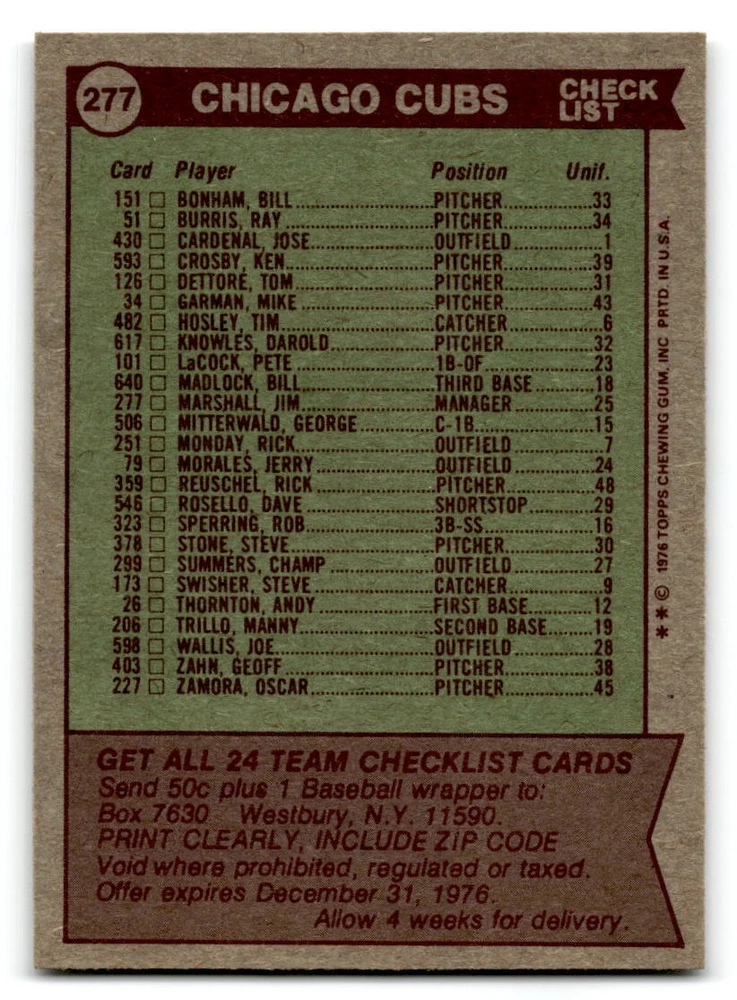 277 CHICAGO CUBS CHECK LIST
Card Player Position Unif.
151 □ BONHAM, BILL PITCHER 33
51 □ BURRIS, RAY PITCHER 34
430 □ CARDENAL, JOSE OUTFIELD 1
593 □ CROSBY, KEN PITCHER 39
126 □ DETTORE, TOM PITCHER 31
34 □ GARMAN, MIKE PITCHER 43
482 □ HOSLEY, TIM CATCHER 6
617 □ KNOWLES, DAROLD PITCHER 32
101 □ LaCOCK, PETE 1B-OF 23
640 □ MADLOCK, BILL THIRD BASE 18
277 □ MARSHALL, JIM MANAGER 25
506 □ MITTERWALD, GEORGE C-1B 15
251 □ MONDAY, RICK OUTFIELD 7
79 □ MORALES, JERRY OUTFIELD 24
359 □ REUSCHEL, RICK PITCHER 48
546 □ ROSELLO, DAVE SHORTSTOP 29
323 □ SPERRING, ROB 3B-SS 16
378 □ STONE, STEVE PITCHER 30
299 □ SUMMERS, CHAMP OUTFIELD 27
173 □ SWISHER, STEVE CATCHER 9
26 □ THORNTON, ANDY FIRST BASE 12
206 □ TRILLO, MANNY SECOND BASE 19
598 □ WALLIS, JOE OUTFIELD 28
403 □ ZAHN, GEOFF PITCHER 38
227 □ ZAMORA, OSCAR PITCHER 45
** © 1976 TOPPS CHEWING GUM, INC PRTD. IN U.S.A.
GET ALL 24 TEAM CHECKLIST CARDS
Send 50c plus 1 Baseball wrapper to:
Box 7630 Westbury, N.Y. 11590.
PRINT CLEARLY, INCLUDE ZIP CODE
Void where prohibited, regulated or taxed.
Offer expires December 31, 1976.
Allow 4 weeks for delivery.